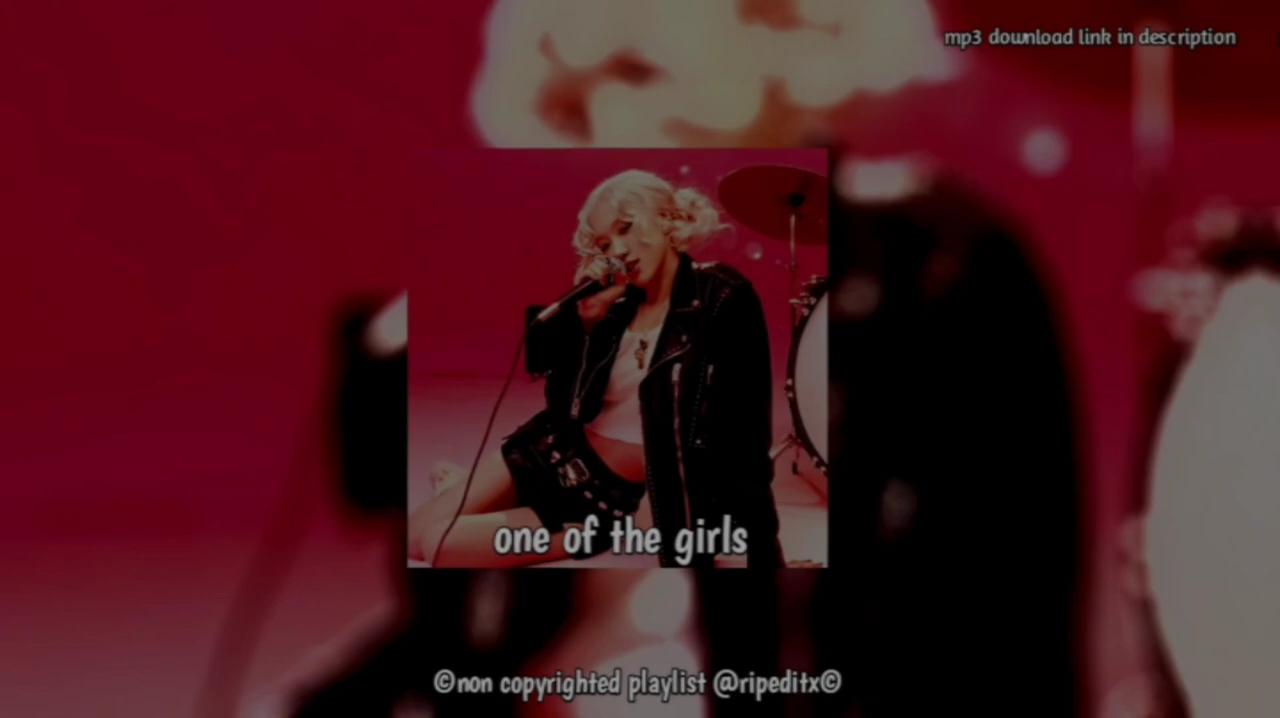 mp3 download link in description
one of the girls
©non copyrighted playlist @ripeditx©